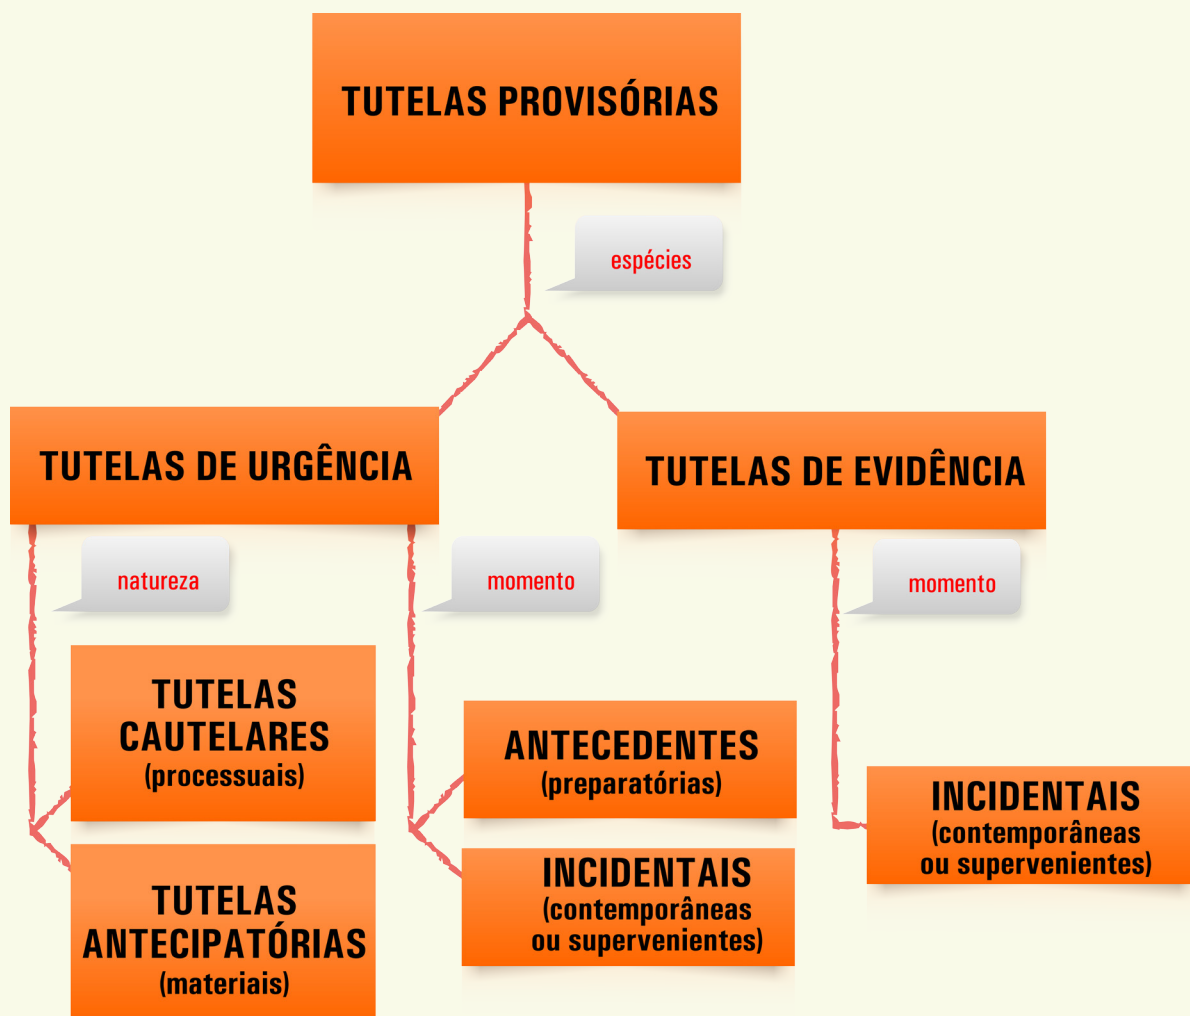 TUTELAS PROVISÓRIAS
espécies
TUTELAS DE URGÊNCIA
TUTELAS DE EVIDÊNCIA
natureza
momento
momento
TUTELAS
CAUTELARES
(processuais)
TUTELAS
ANTECIPATÓRIAS
(materiais)
ANTECEDENTES
(preparatórias)
INCIDENTAIS
(contemporâneas
ou supervenientes)
INCIDENTAIS
(contemporâneas
ou supervenientes)